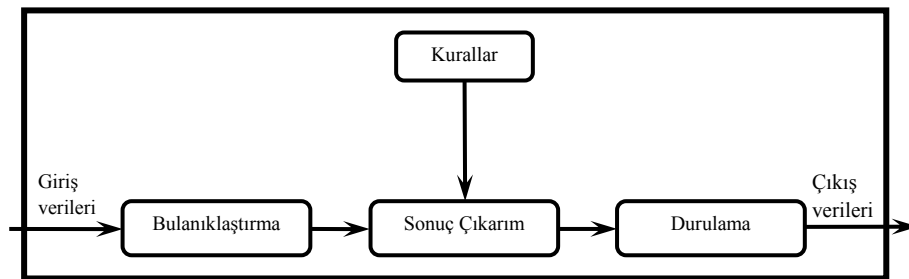 Kurallar
Giriş
verileri
Bulanıklaştırma
Sonuç Çıkarım
Durulama
Çıkış
verileri